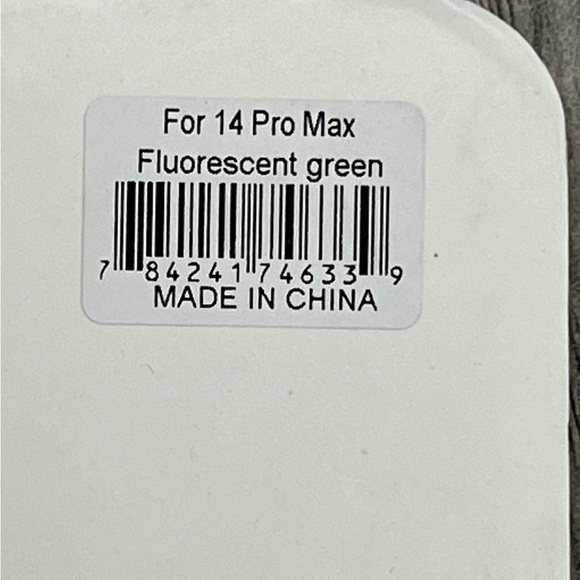 For 14 Pro Max
Fluorescent green
7 84241 74633 9
MADE IN CHINA